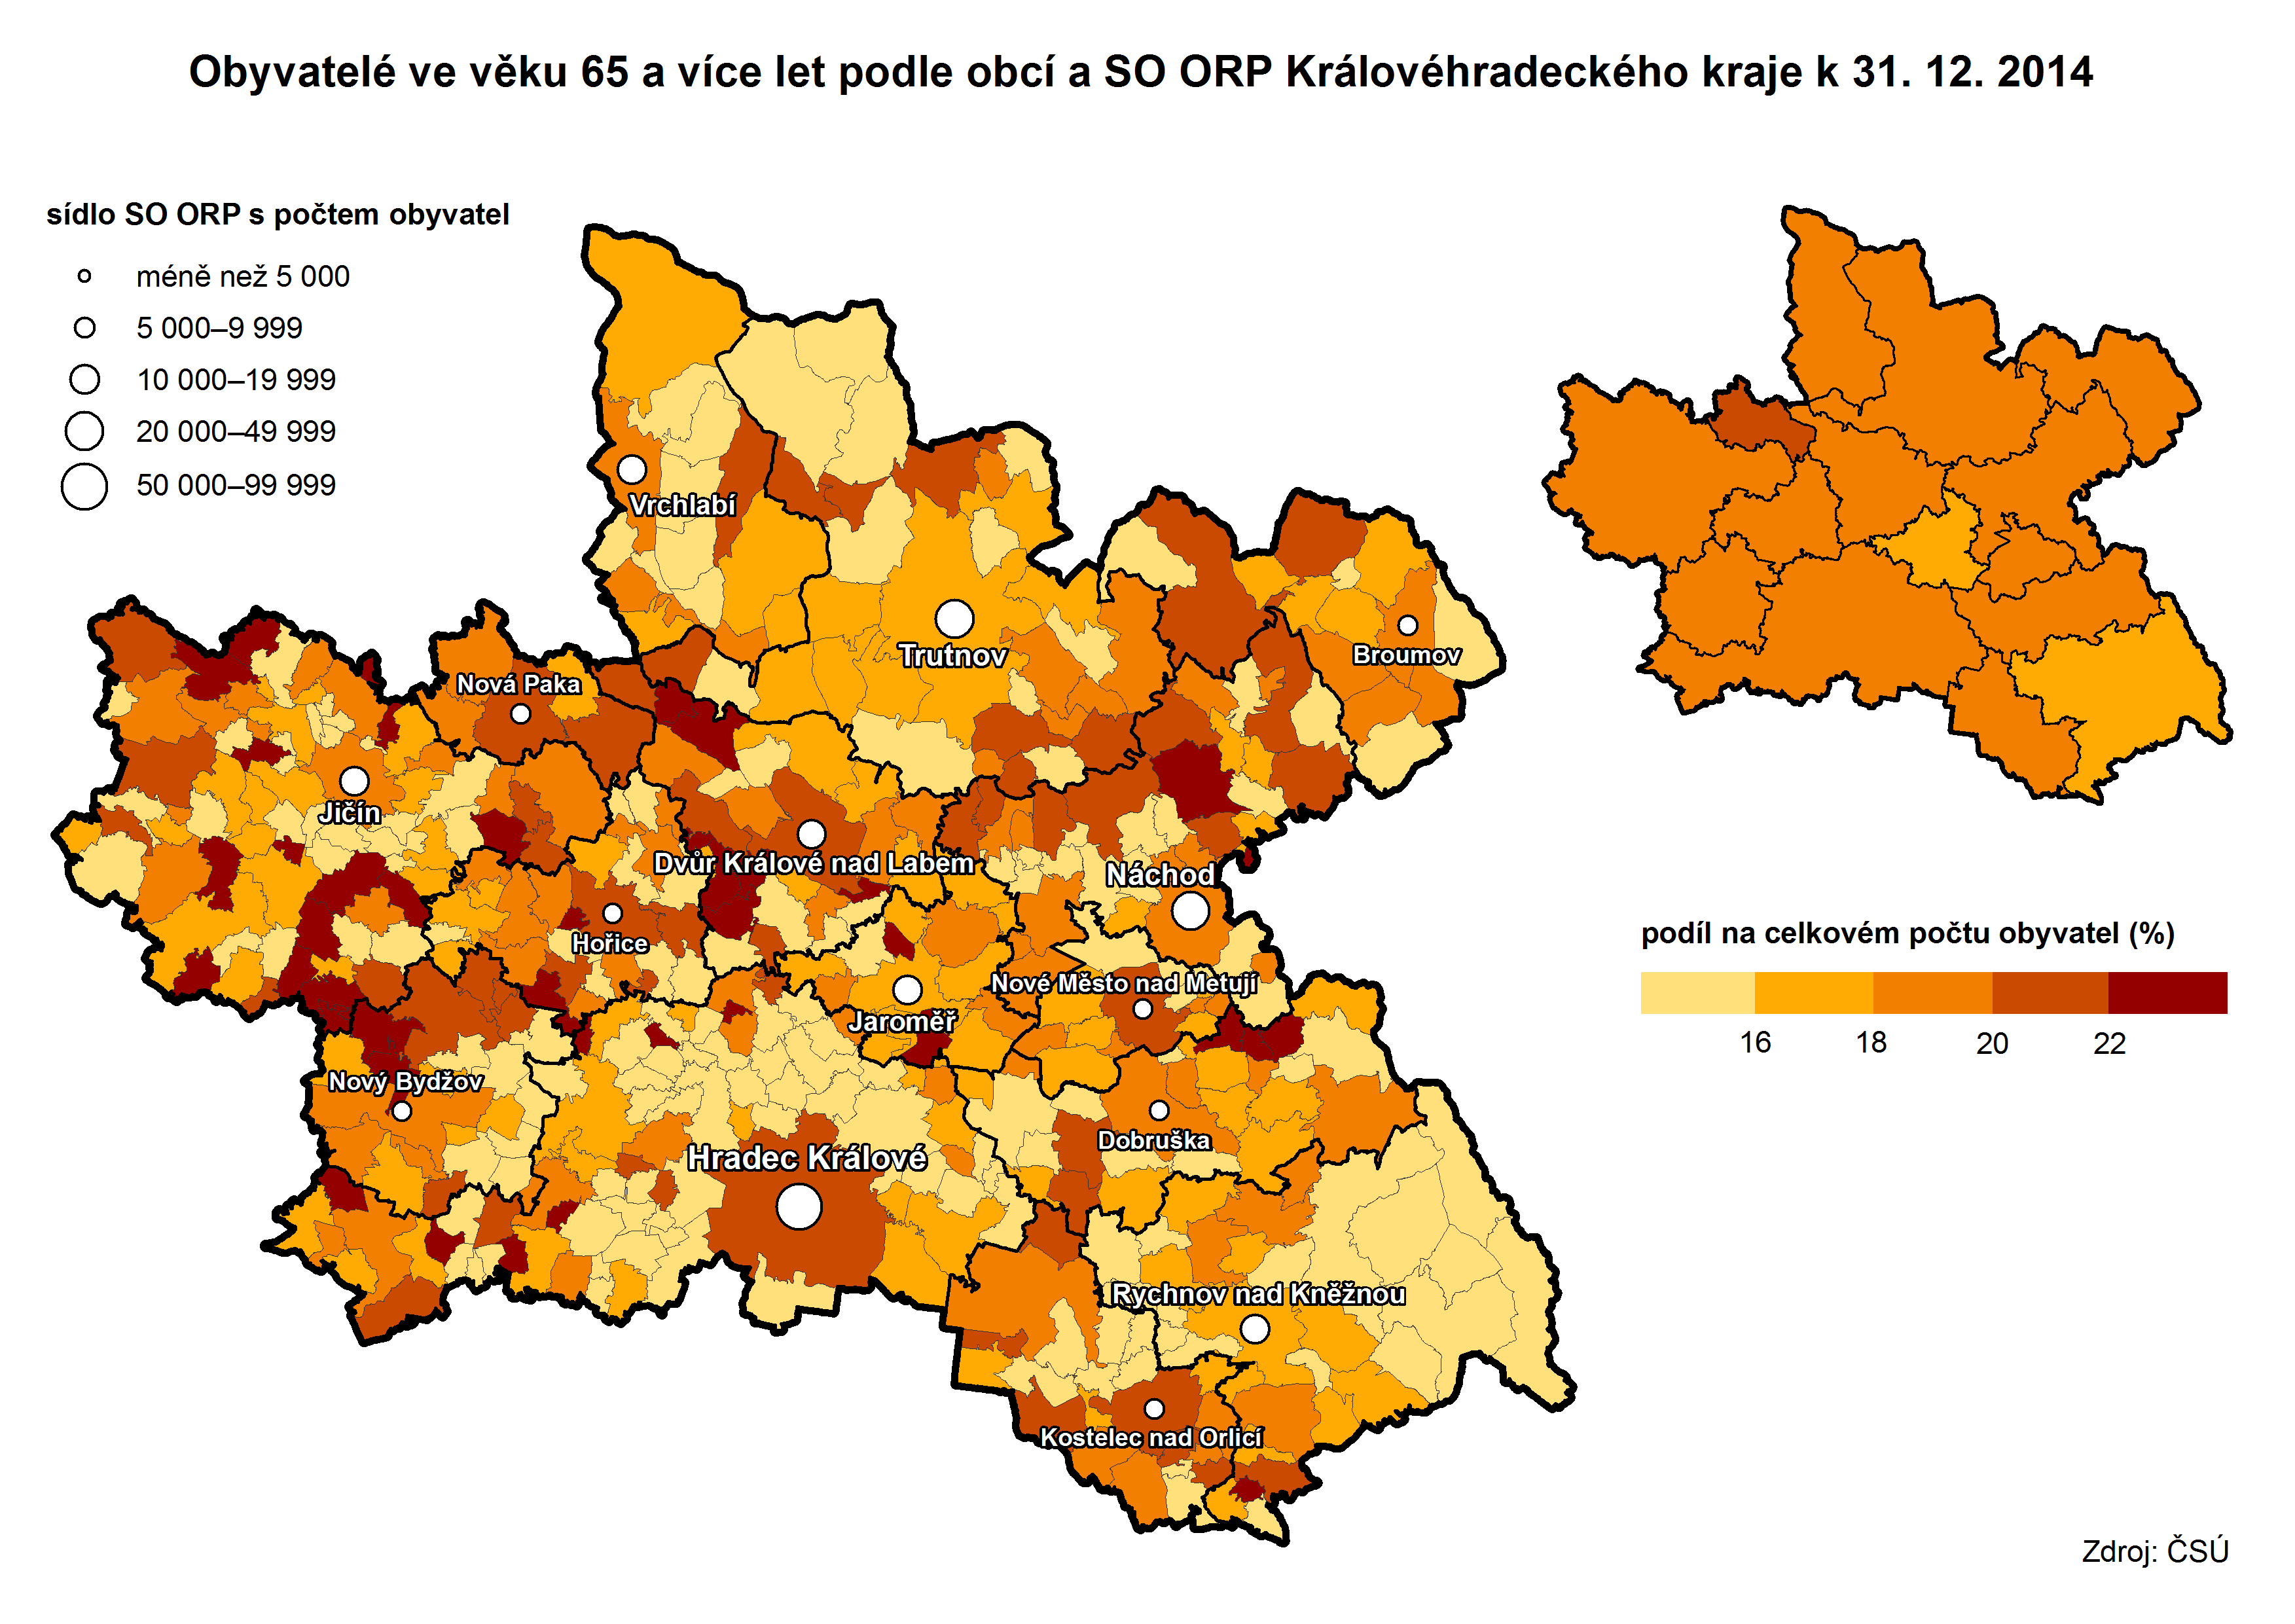 Obyvatelé ve věku 65 a více let podle obcí a SO ORP Královéhradeckého kraje k 31. 12. 2014
sídlo SO ORP s počtem obyvatel
méně než 5 000
5 000–9 999
10 000–19 999
20 000–49 999
50 000–99 999
Vrchlabí
Trutnov
Broumov
Nová Paka
Jičín
Dvůr Králové nad Labem
Náchod
Hořice
Nové Město nad Metují
Jaroměř
Nový Bydžov
Dobruška
Hradec Králové
Rychnov nad Kněžnou
Kostelec nad Orlicí
podíl na celkovém počtu obyvatel (%)
16 18 20 22
Zdroj: ČSÚ